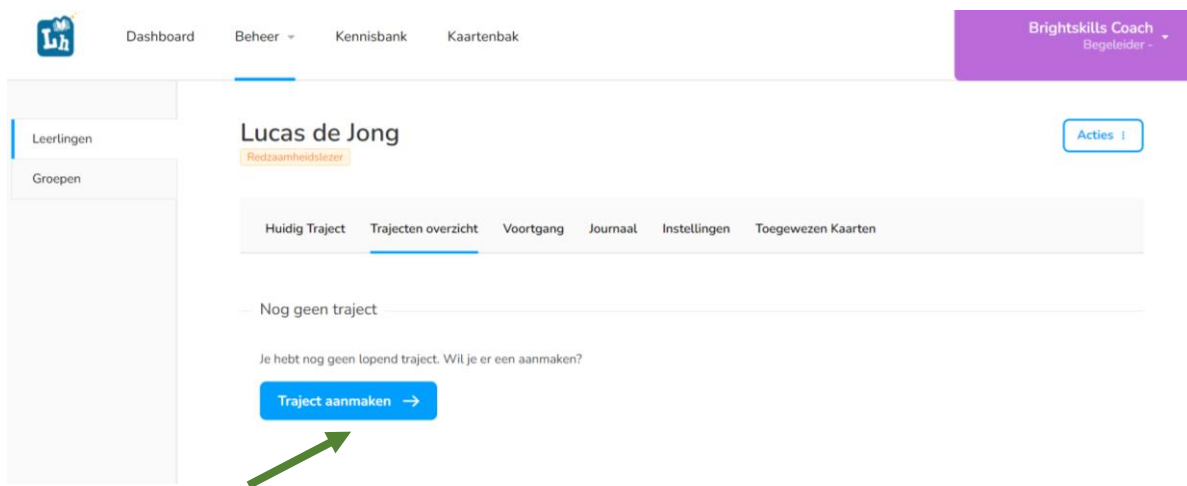 Lh
Dashboard
Beheer
Kennisbank
Kaartenbak
Brightskills Coach
Begeleider -
Leerlingen
Groepen
Lucas de Jong
Redzaamheidslezer
Acties
Huidig Traject
Trajecten overzicht
Voortgang
Journaal
Instellingen
Toegewezen Kaarten
Nog geen traject
Je hebt nog geen lopend traject. Wil je er een aanmaken?
Traject aanmaken →